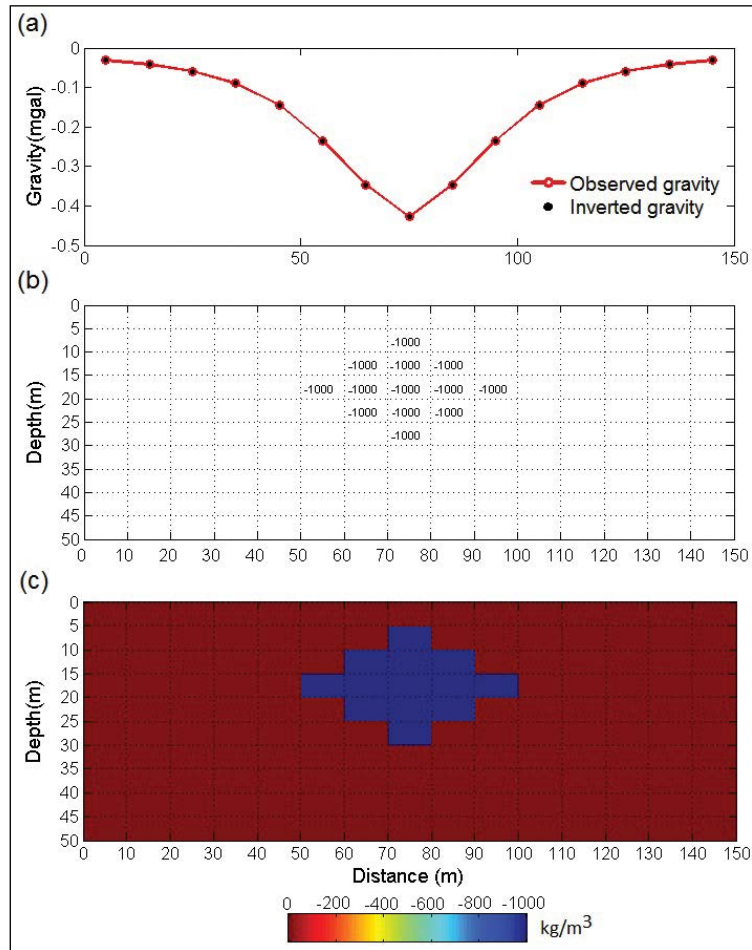 (a)
0
-0.1
-0.2
-0.3
-0.4
-0.5
Gravity(mgal)
Observed gravity
Inverted gravity
0 50 100 150
(b)
0
5
10
15
20
25
30
35
40
45
50
Depth(m)
-1000
-1000 -1000 -1000
-1000 -1000 -1000 -1000 -1000
-1000 -1000 -1000
-1000
0 10 20 30 40 50 60 70 80 90 100 110 120 130 140 150
(c)
0
5
10
15
20
25
30
35
40
45
50
Depth(m)
0 10 20 30 40 50 60 70 80 90 100 110 120 130 140 150
Distance (m)
0 -200 -400 -600 -800 -1000
kg/m³